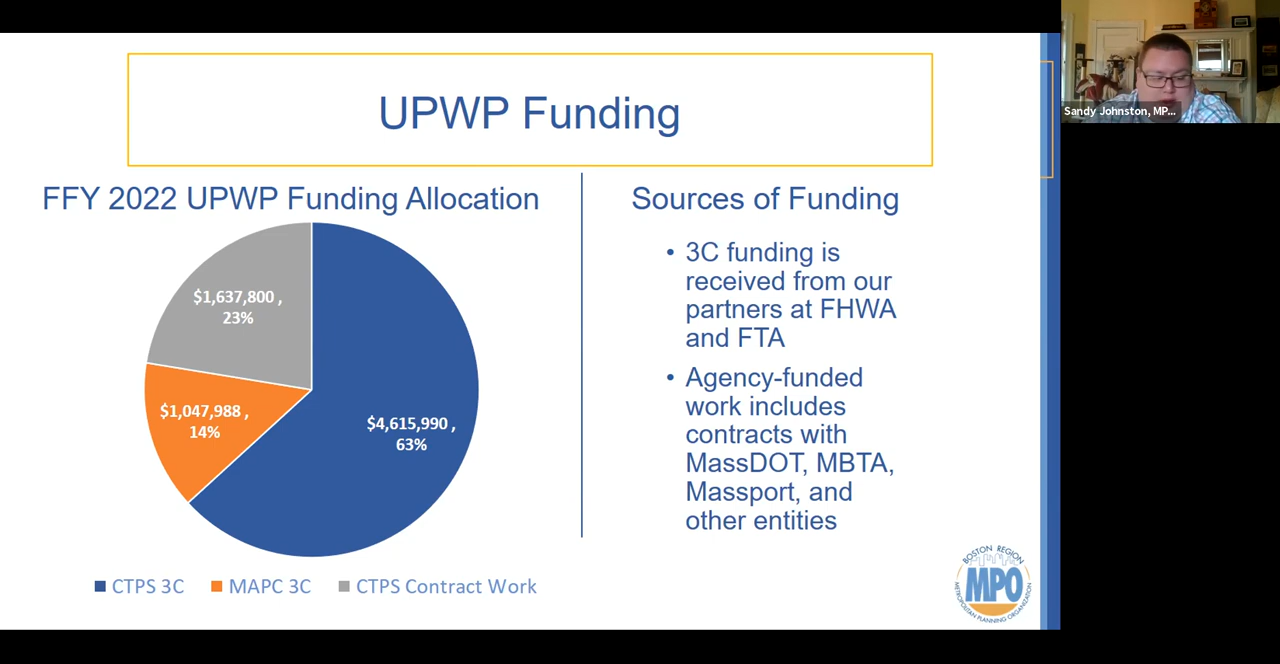 UPWP Funding
FFY 2022 UPWP Funding Allocation
$1,637,800 ,
23%
$1,047,988 ,
14%
$4,615,990 ,
63%
CTPS 3C
MAPC 3C
CTPS Contract Work
Sources of Funding
• 3C funding is
received from our
partners at FHWA
and FTA
• Agency-funded
work includes
contracts with
MassDOT, MBTA,
Massport, and
other entities
BOSTON REGION
MPO
METROPOLITAN PLANNING ORGANIZATION
Sandy Johnston, MP...